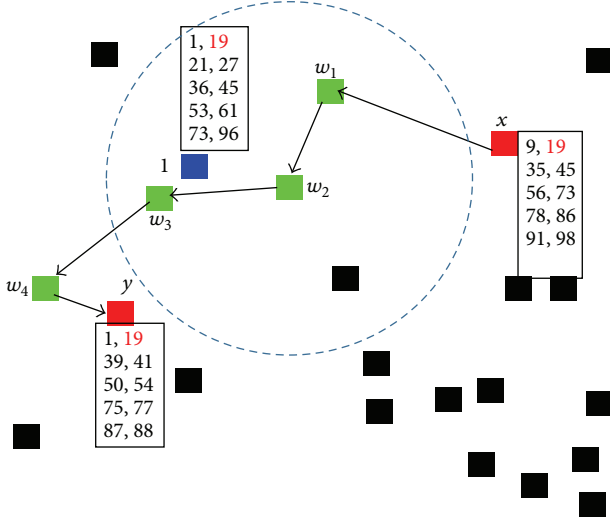 1, 19
21, 27
36, 45
53, 61
73, 96
w1
x
9, 19
35, 45
56, 73
78, 86
91, 98
1
w2
w3
w4
y
1, 19
39, 41
50, 54
75, 77
87, 88